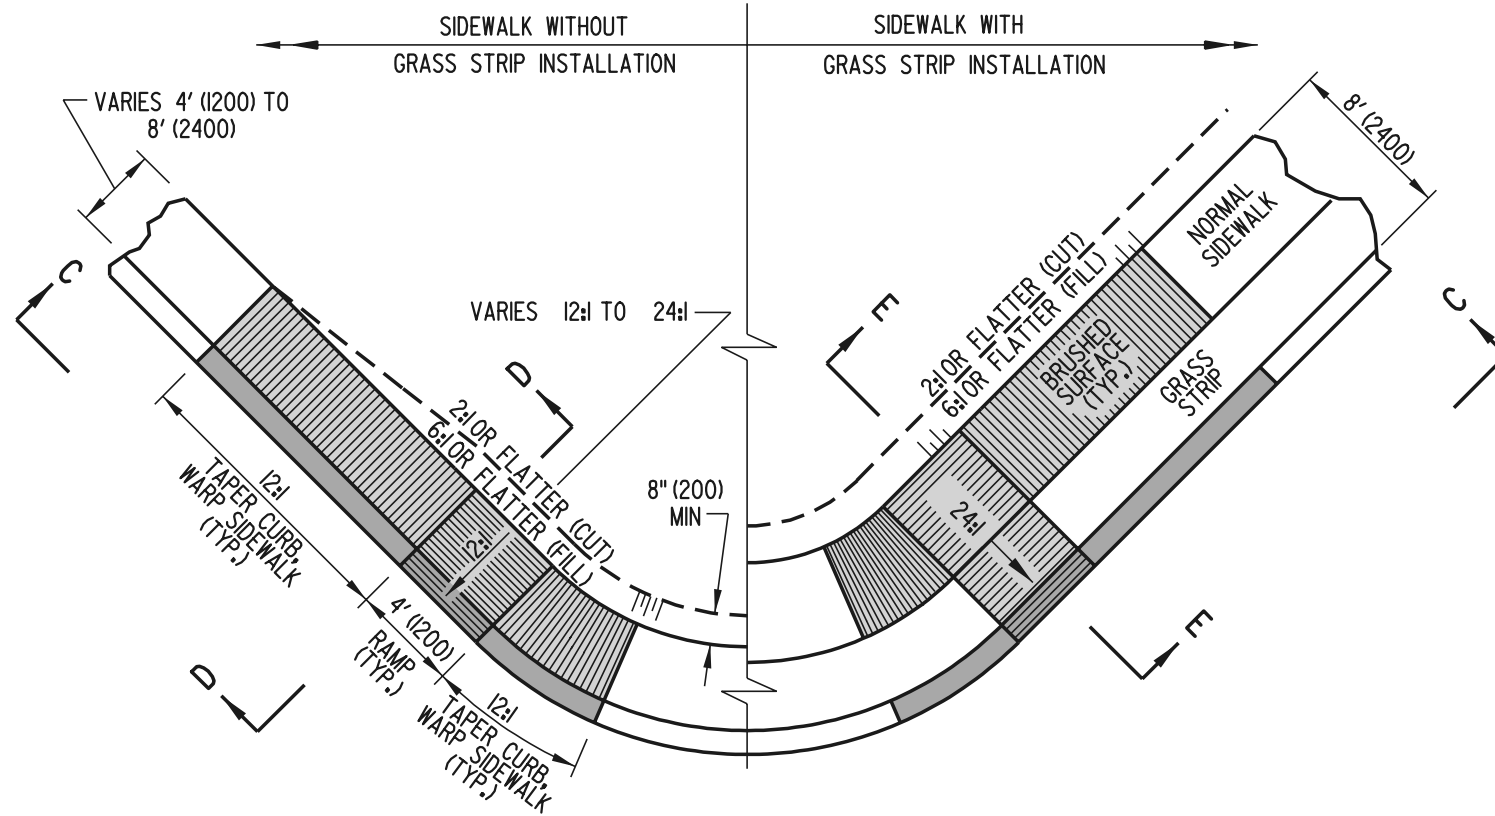 SIDEWALK WITHOUT
GRASS STRIP INSTALLATION
SIDEWALK WITH
GRASS STRIP INSTALLATION
VARIES 4' (1200) TO
8' (2400)
8' (2400)
NORMAL
SIDEWALK
C
C
E
D
VARIES 12:1 TO 24:1
2:1 OR FLATTER (CUT)
6:1 OR FLATTER (FILL)
BRUSHED
SURFACE
(TYP.)
GRASS
STRIP
2:1 OR FLATTER (CUT)
6:1 OR FLATTER (FILL)
8" (200)
MIN
24:1
12:1
12:1
TAPER CURB,
WARP SIDEWALK
(TYP.)
4' (1200)
RAMP
(TYP.)
12:1
TAPER CURB,
WARP SIDEWALK
(TYP.)
D
E